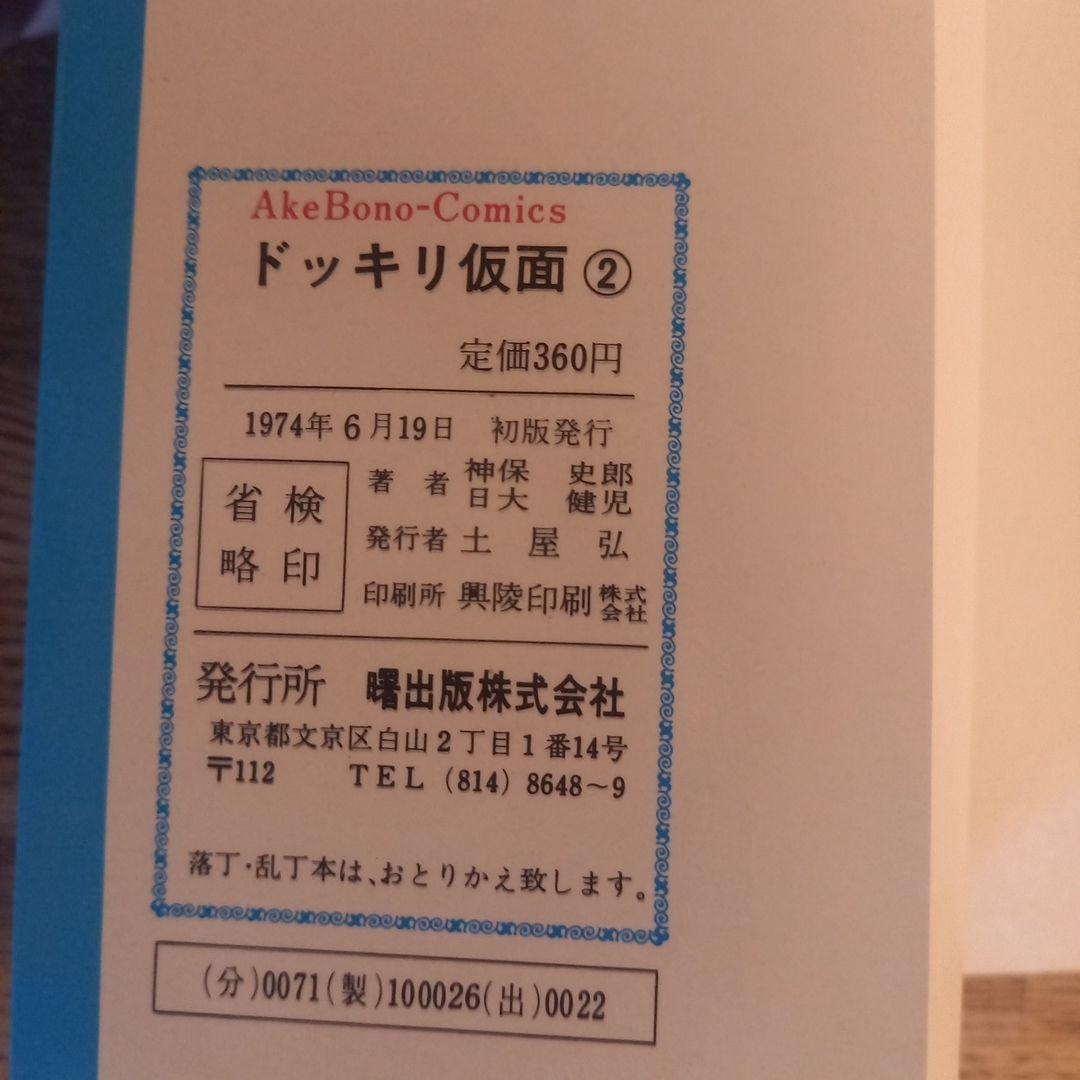 AkeBono-Comics
ドッキリ仮面②
定価360円
1974年6月19日 初版発行
検印省略
著者 神保史郎
日大健児
発行者 土屋弘
印刷所 興陵印刷株式会社
発行所 曙出版株式会社
東京都文京区白山2丁目1番14号
〒112 TEL (814) 8648〜9
落丁・乱丁本は、おとりかえ致します。
(分)0071(製)100026(出)0022